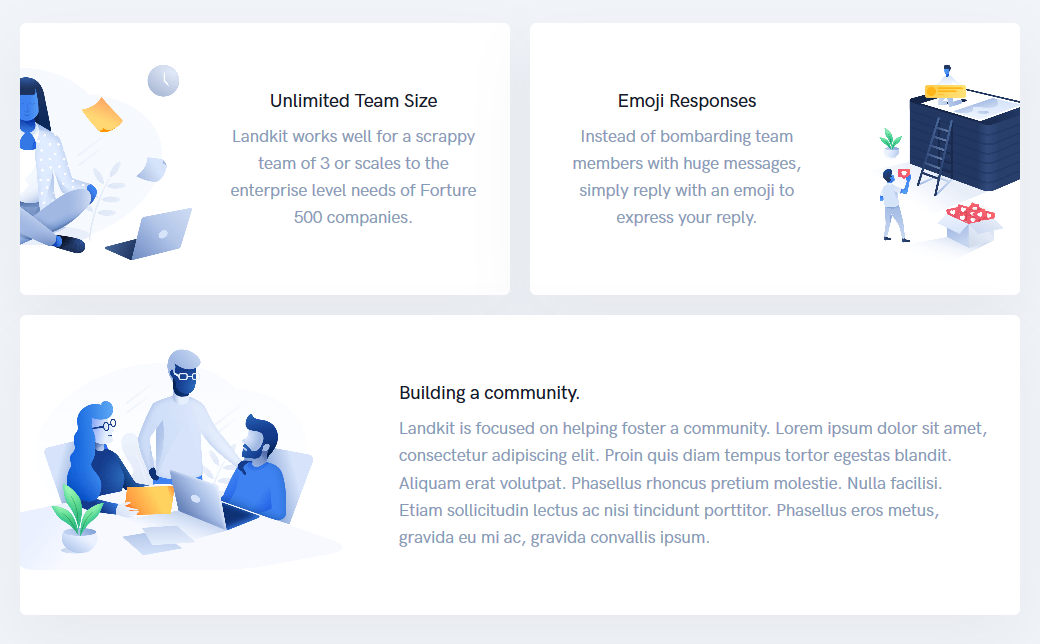 Unlimited Team Size
Landkit works well for a scrappy
team of 3 or scales to the
enterprise level needs of Forture
500 companies.
Emoji Responses
Instead of bombarding team
members with huge messages,
simply reply with an emoji to
express your reply.
Building a community.
Landkit is focused on helping foster a community. Lorem ipsum dolor sit amet,
consectetur adipiscing elit. Proin quis diam tempus tortor egestas blandit.
Aliquam erat volutpat. Phasellus rhoncus pretium molestie. Nulla facilisi.
Etiam sollicitudin lectus ac nisi tincidunt porttitor. Phasellus eros metus,
gravida eu mi ac, gravida convallis ipsum.